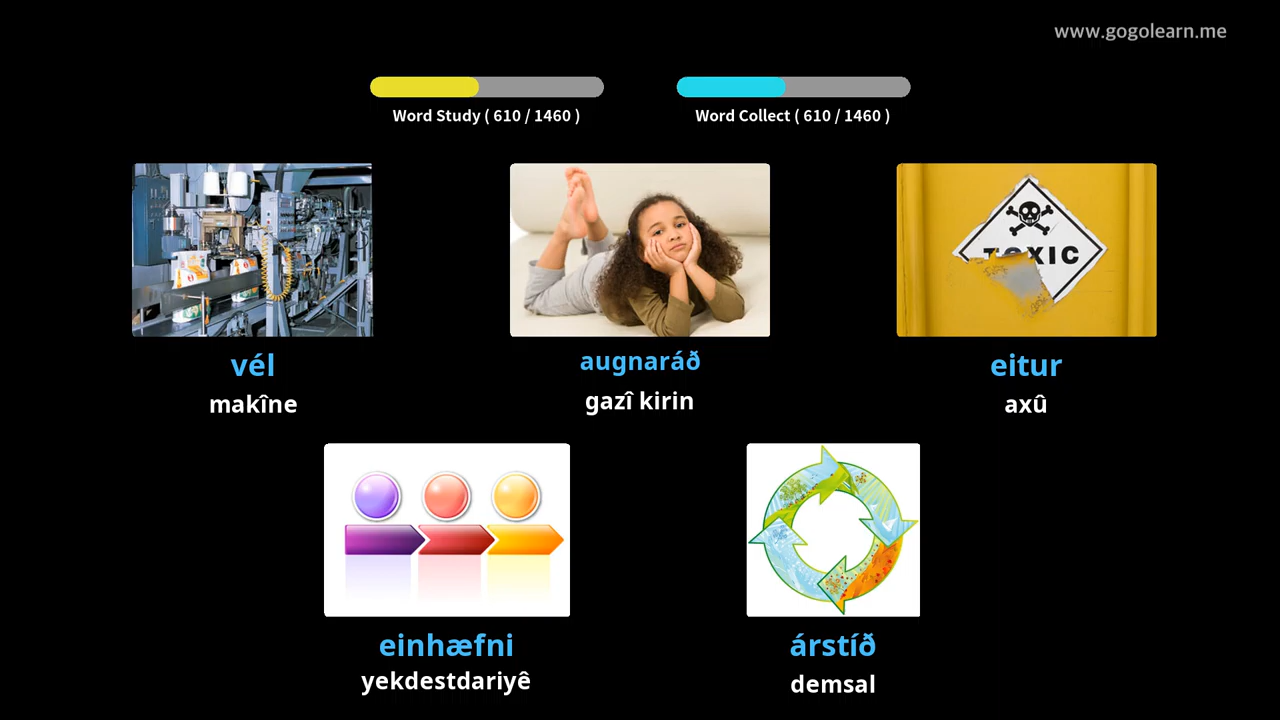 www.gogolearn.me
Word Study ( 610 / 1460 )
Word Collect ( 610 / 1460 )
TOXIC
vél
augnaráð
eitur
makîne
gazî kirin
axû
einhæfni
árstíð
yekdestdariyê
demsal